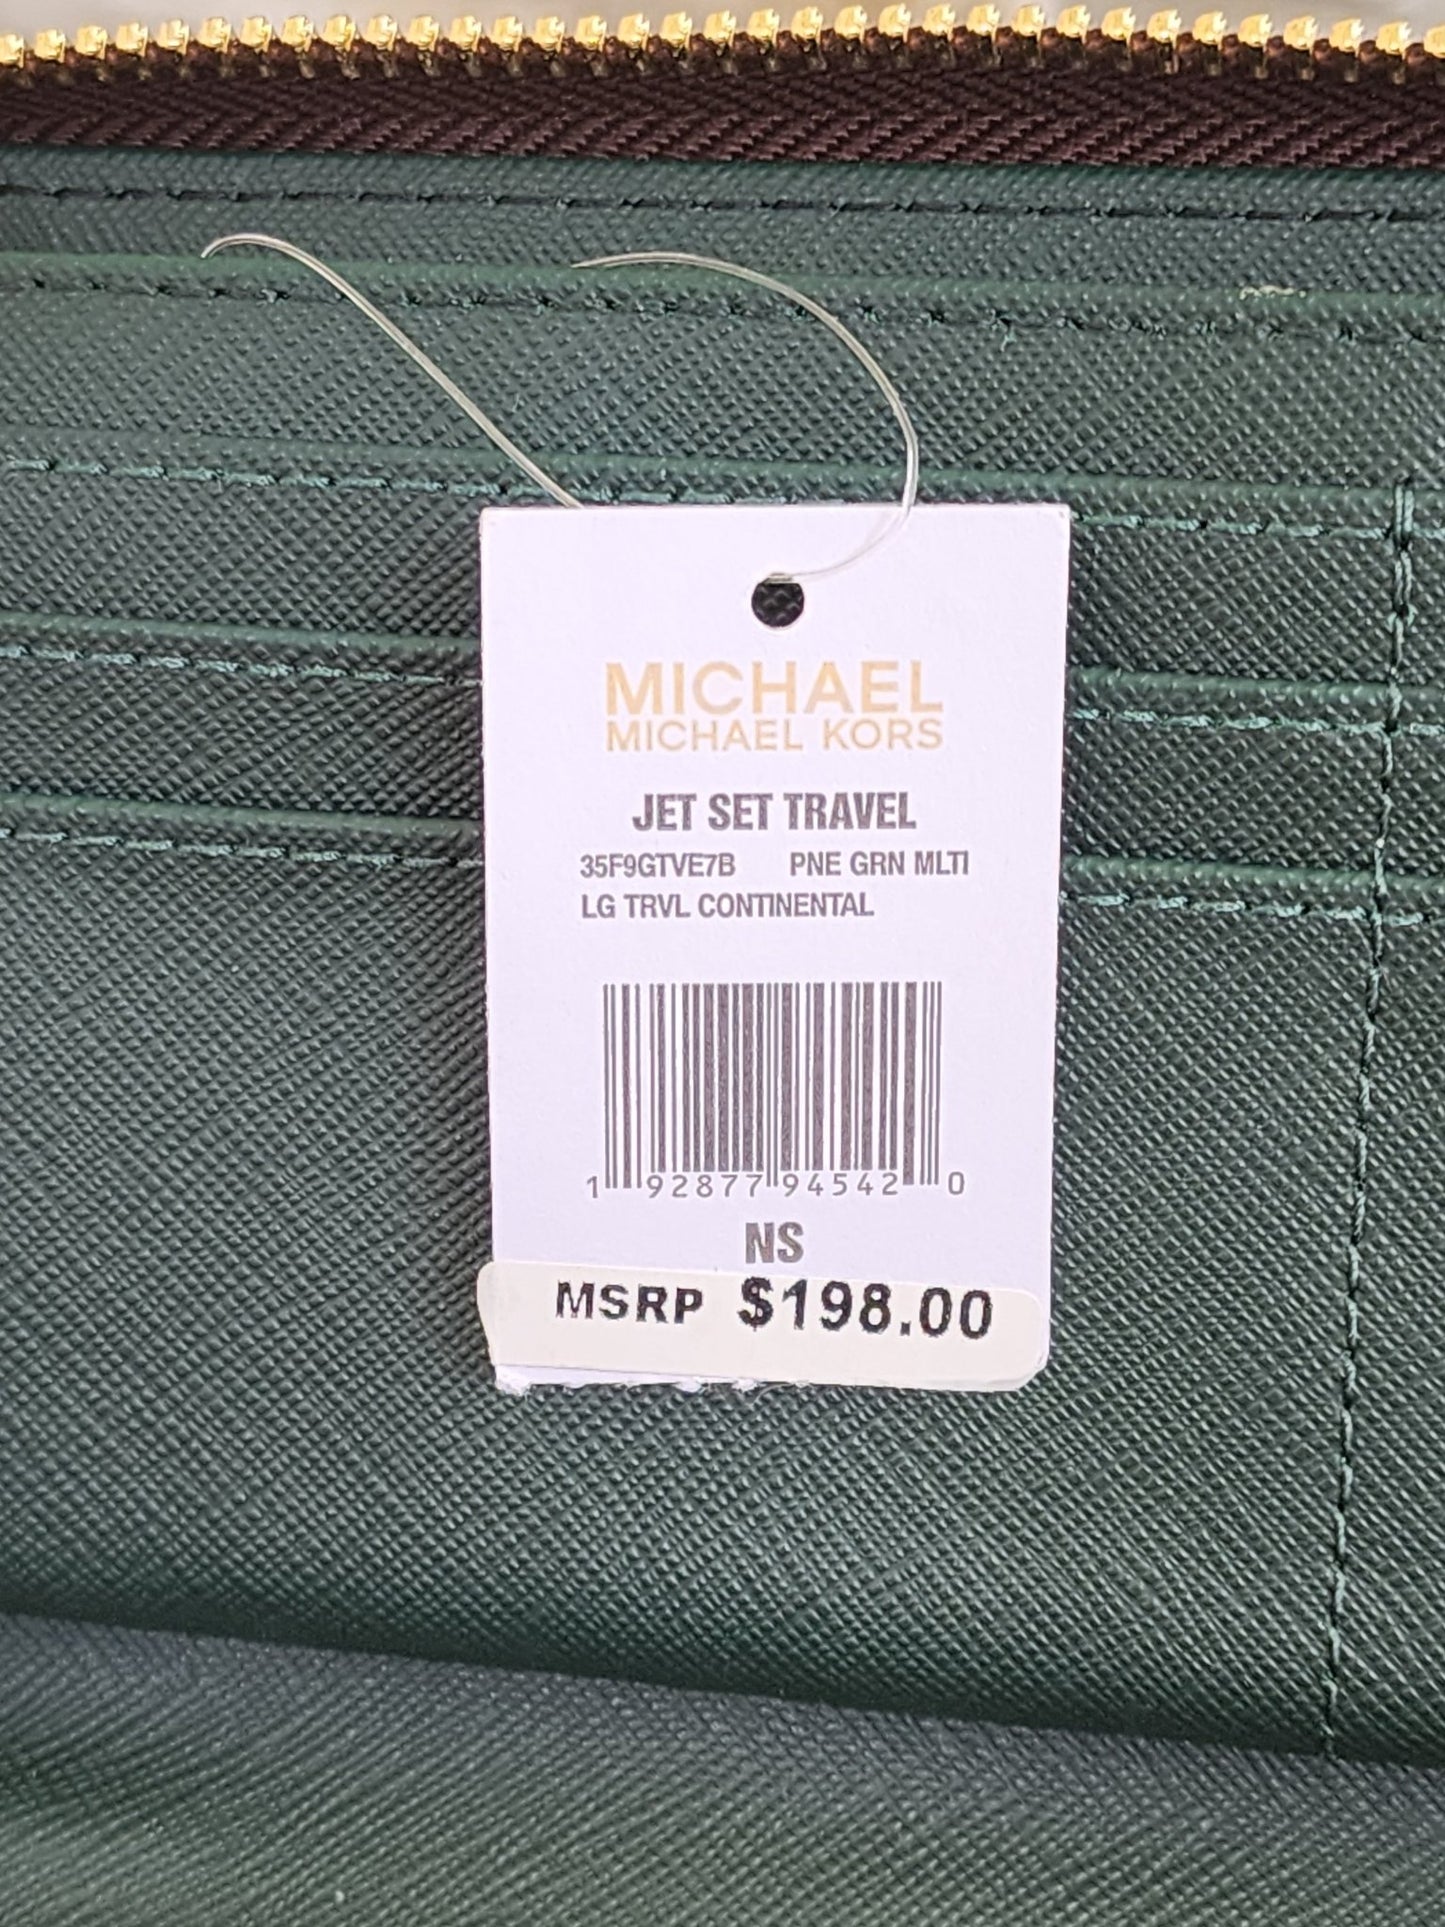 MICHAEL
MICHAEL KORS
JET SET TRAVEL
35F9GTVE7B PNE GRN MLTI
LG TRVL CONTINENTAL
1 92877 94542 0
NS
MSRP $198.00